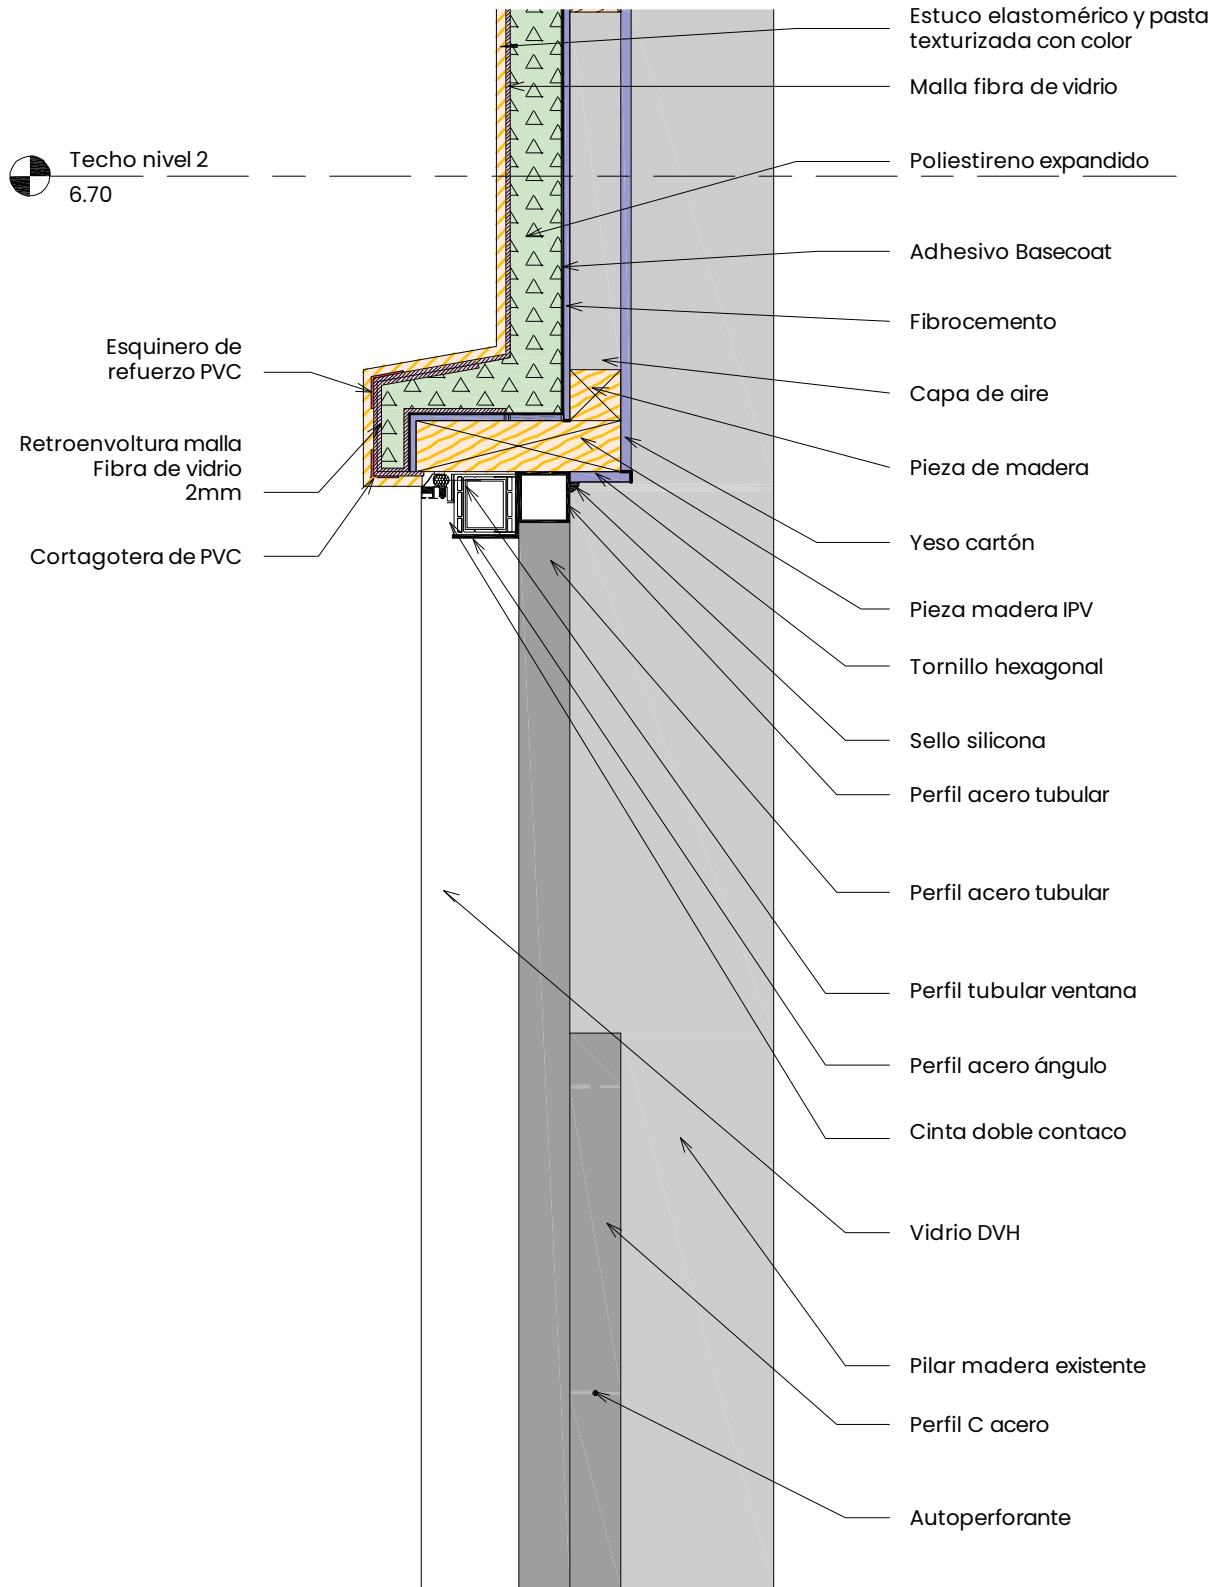 Estuco elastomérico y pasta
texturizada con color
Malla fibra de vidrio
Techo nivel 2
6.70
Poliestireno expandido
Adhesivo Basecoat
Fibrocemento
Esquinero de
refuerzo PVC
Capa de aire
Retroenvoltura malla
Fibra de vidrio
2mm
Pieza de madera
Cortagotera de PVC
Yeso cartón
Pieza madera IPV
Tornillo hexagonal
Sello silicona
Perfil acero tubular
Perfil acero tubular
Perfil tubular ventana
Perfil acero ángulo
Cinta doble contaco
Vidrio DVH
Pilar madera existente
Perfil C acero
Autoperforante